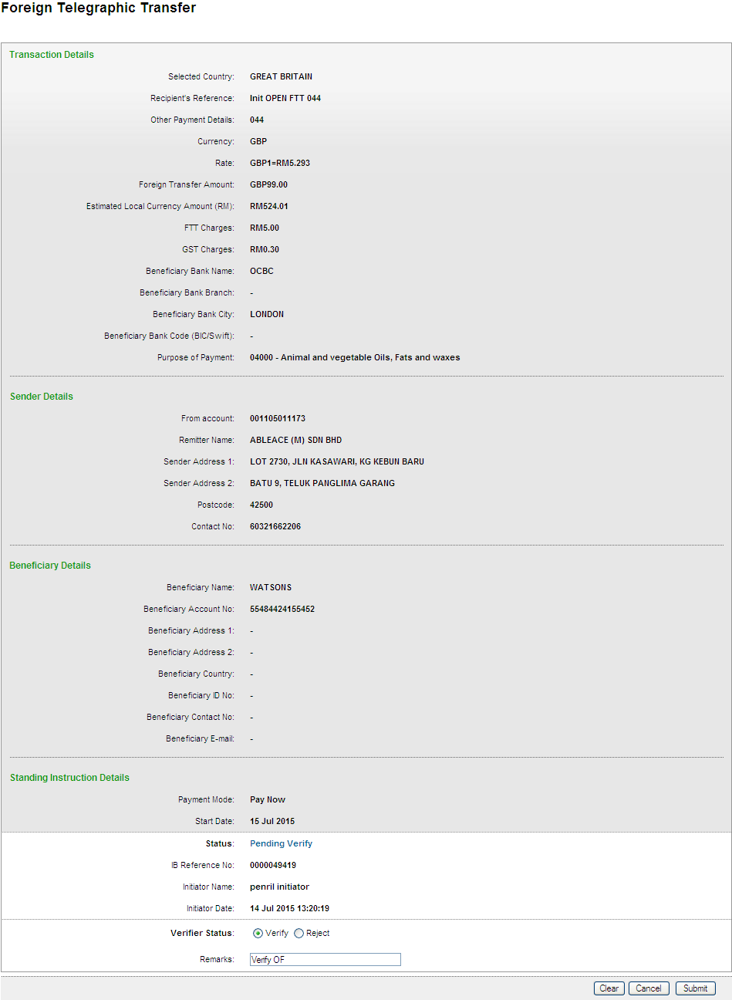 Foreign Telegraphic Transfer
Transaction Details
Selected Country: GREAT BRITAIN
Recipient's Reference: Init OPEN FTT 044
Other Payment Details: 044
Currency: GBP
Rate: GBP1=RM5.293
Foreign Transfer Amount: GBP99.00
Estimated Local Currency Amount (RM): RM524.01
FTT Charges: RM5.00
GST Charges: RM0.30
Beneficiary Bank Name: OCBC
Beneficiary Bank Branch: -
Beneficiary Bank City: LONDON
Beneficiary Bank Code (BIC/Swift): -
Purpose of Payment: 04000 - Animal and vegetable Oils, Fats and waxes
Sender Details
From account: 001105011173
Remitter Name: ABLEACE (M) SDN BHD
Sender Address 1: LOT 2730, JLN KASAWARI, KG KEBUN BARU
Sender Address 2: BATU 9, TELUK PANGLIMA GARANG
Postcode: 42500
Contact No: 60321662206
Beneficiary Details
Beneficiary Name: WATSONS
Beneficiary Account No: 55484424155452
Beneficiary Address 1: -
Beneficiary Address 2: -
Beneficiary Country: -
Beneficiary ID No: -
Beneficiary Contact No: -
Beneficiary E-mail: -
Standing Instruction Details
Payment Mode: Pay Now
Start Date: 15 Jul 2015
Status: Pending Verify
IB Reference No: 0000049419
Initiator Name: penril initiator
Initiator Date: 14 Jul 2015 13:20:19
Verifier Status: Verify Reject
Remarks: Verify OF
Clear Cancel Submit